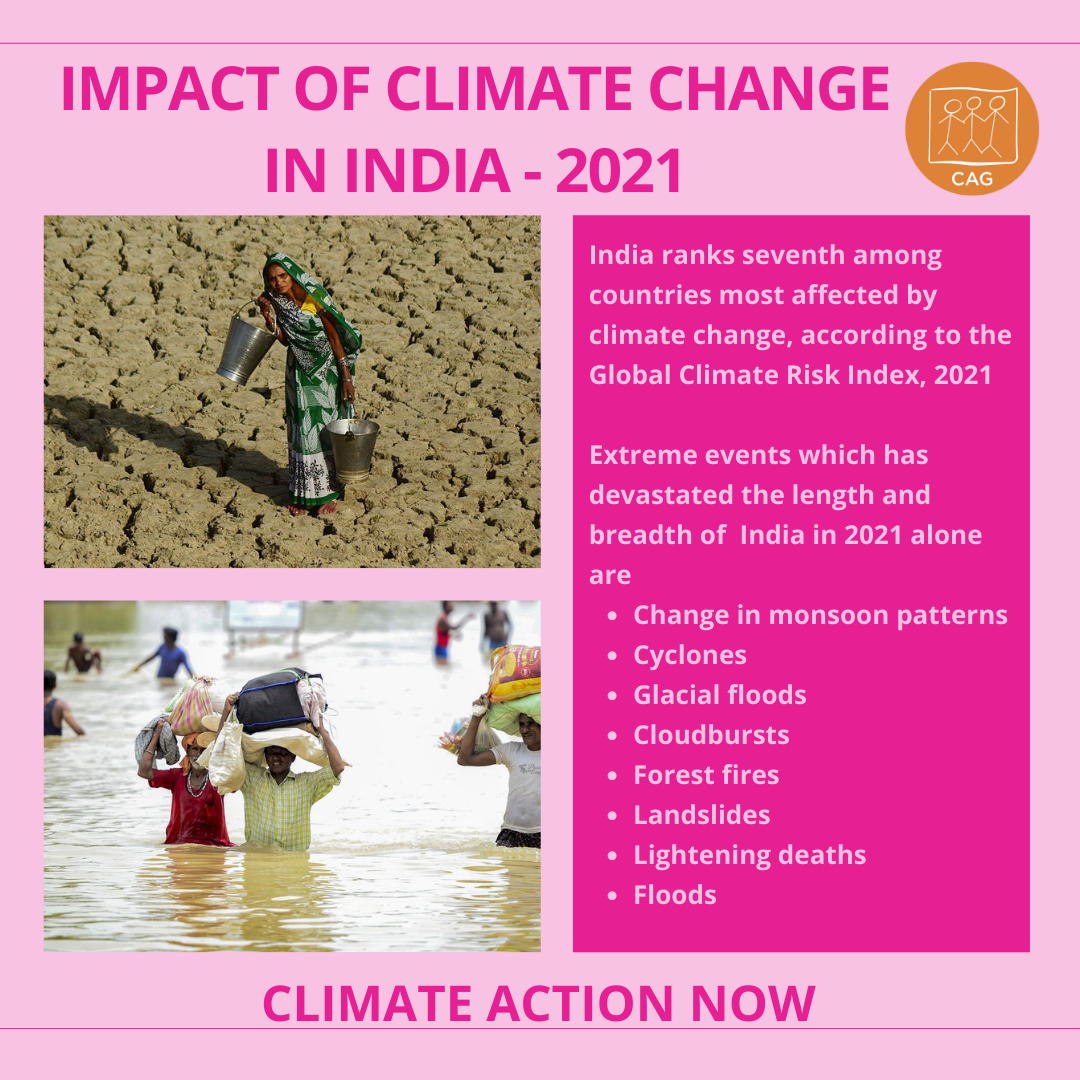 IMPACT OF CLIMATE CHANGE
IN INDIA - 2021
CAG
India ranks seventh among
countries most affected by
climate change, according to the
Global Climate Risk Index, 2021
Extreme events which has
devastated the length and
breadth of  India in 2021 alone
are
• Change in monsoon patterns
• Cyclones
• Glacial floods
• Cloudbursts
• Forest fires
• Landslides
• Lightening deaths
• Floods
CLIMATE ACTION NOW